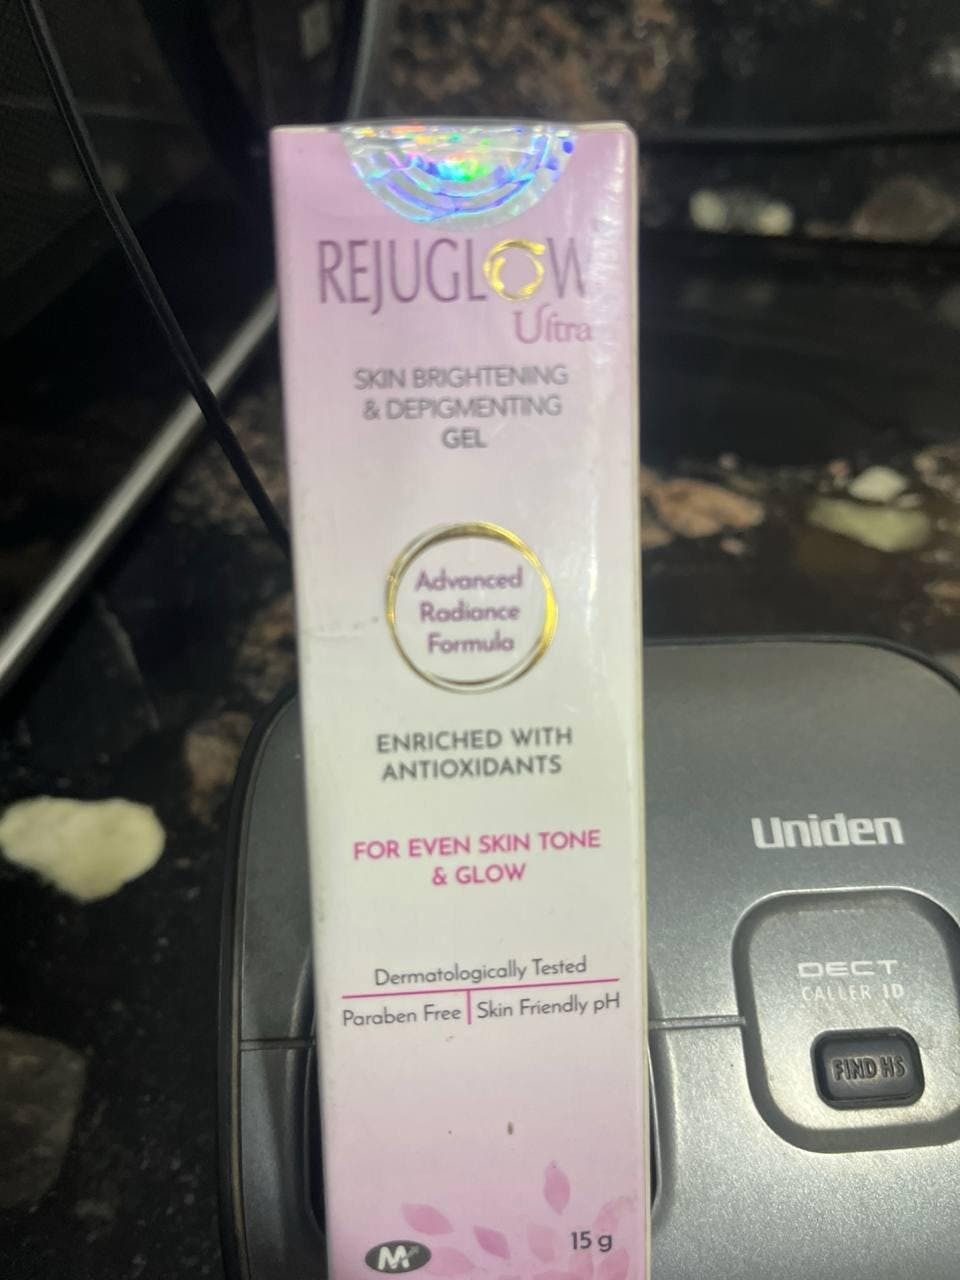 REJUGLOW
Ultra
SKIN BRIGHTENING
& DEPIGMENTING
GEL
Advanced
Radiance
Formula
ENRICHED WITH
ANTIOXIDANTS
FOR EVEN SKIN TONE
& GLOW
Dermatologically Tested
Paraben Free | Skin Friendly pH
15 g
M
Uniden
DECT
CALLER ID
FIND HS